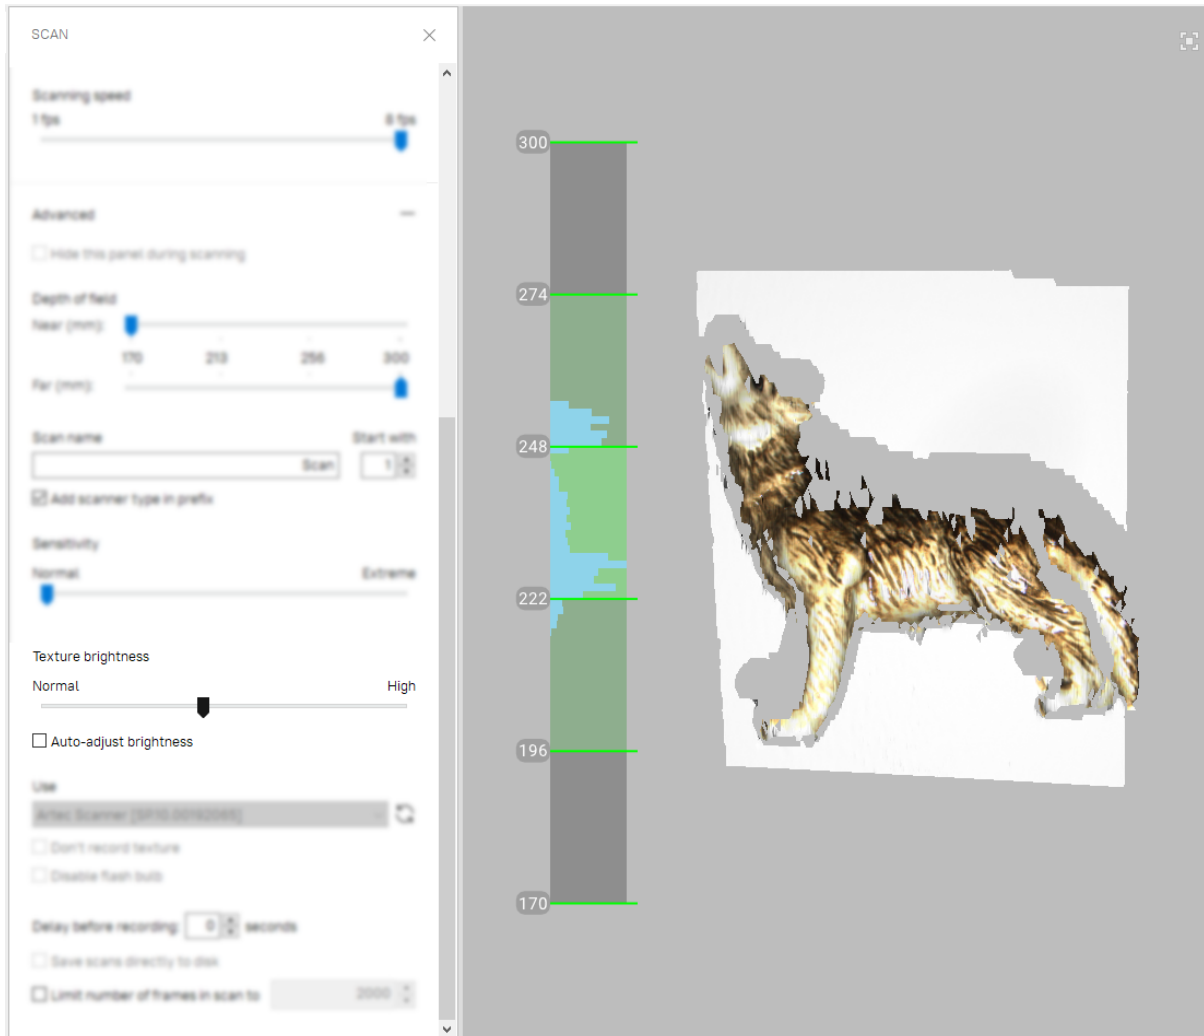 SCAN
Scanning speed
1 fps 8 fps
Advanced
Hide this panel during scanning
Depth of field
Near (mm):
170 213 256 300
Far (mm):
Scan name Start with
Scan 1
Add scanner type in prefix
Sensitivity
Normal Extreme
Texture brightness
Normal High
Auto-adjust brightness
Use
Artec Scanner
Don't record texture
Disable flash bulb
Delay before recording: 0 seconds
Save scans directly to disk
Limit number of frames in scan to 2000
300
274
248
222
196
170